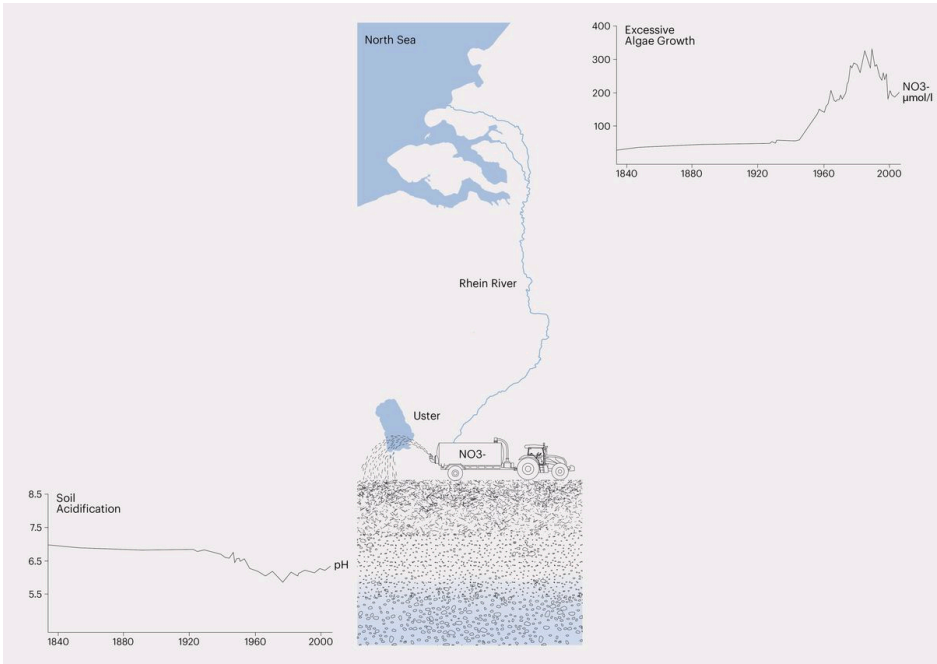 North Sea
Excessive
Algae Growth
400
300
200
100
NO3-
µmol/l
1840
1880
1920
1960
2000
Rhein River
Uster
NO3-
Soil
Acidification
8.5
7.5
6.5
5.5
pH
1840
1880
1920
1960
2000